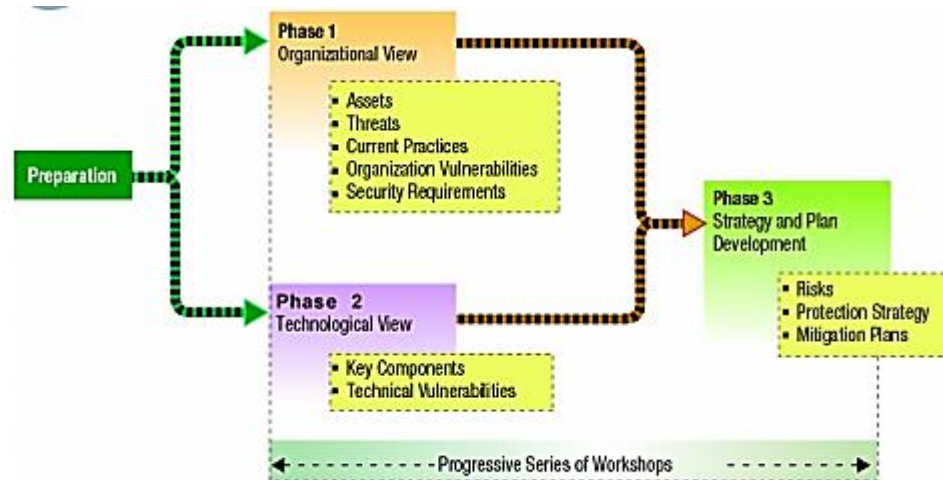 Preparation
Phase 1
Organizational View
▪ Assets
▪ Threats
▪ Current Practices
▪ Organization Vulnerabilities
▪ Security Requirements
Phase 2
Technological View
▪ Key Components
▪ Technical Vulnerabilities
Phase 3
Strategy and Plan
Development
▪ Risks
▪ Protection Strategy
▪ Mitigation Plans
Progressive Series of Workshops